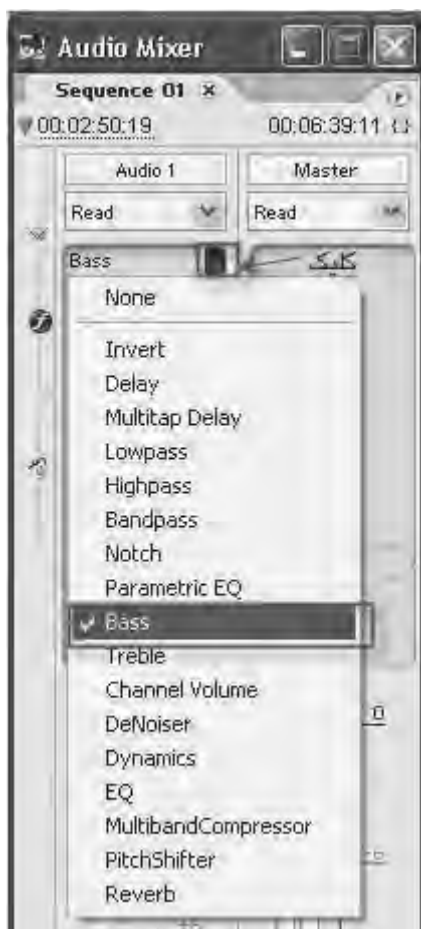 Audio Mixer
Sequence 01 x
00:02:50:19 00:06:39:11
Audio 1 Master
Read Read
Bass کلیک
None
Invert
Delay
Multitap Delay
Lowpass
Highpass
Bandpass
Notch
Parametric EQ
Bass
Treble
Channel Volume
DeNoiser
Dynamics
EQ
MultibandCompressor
PitchShifter
Reverb